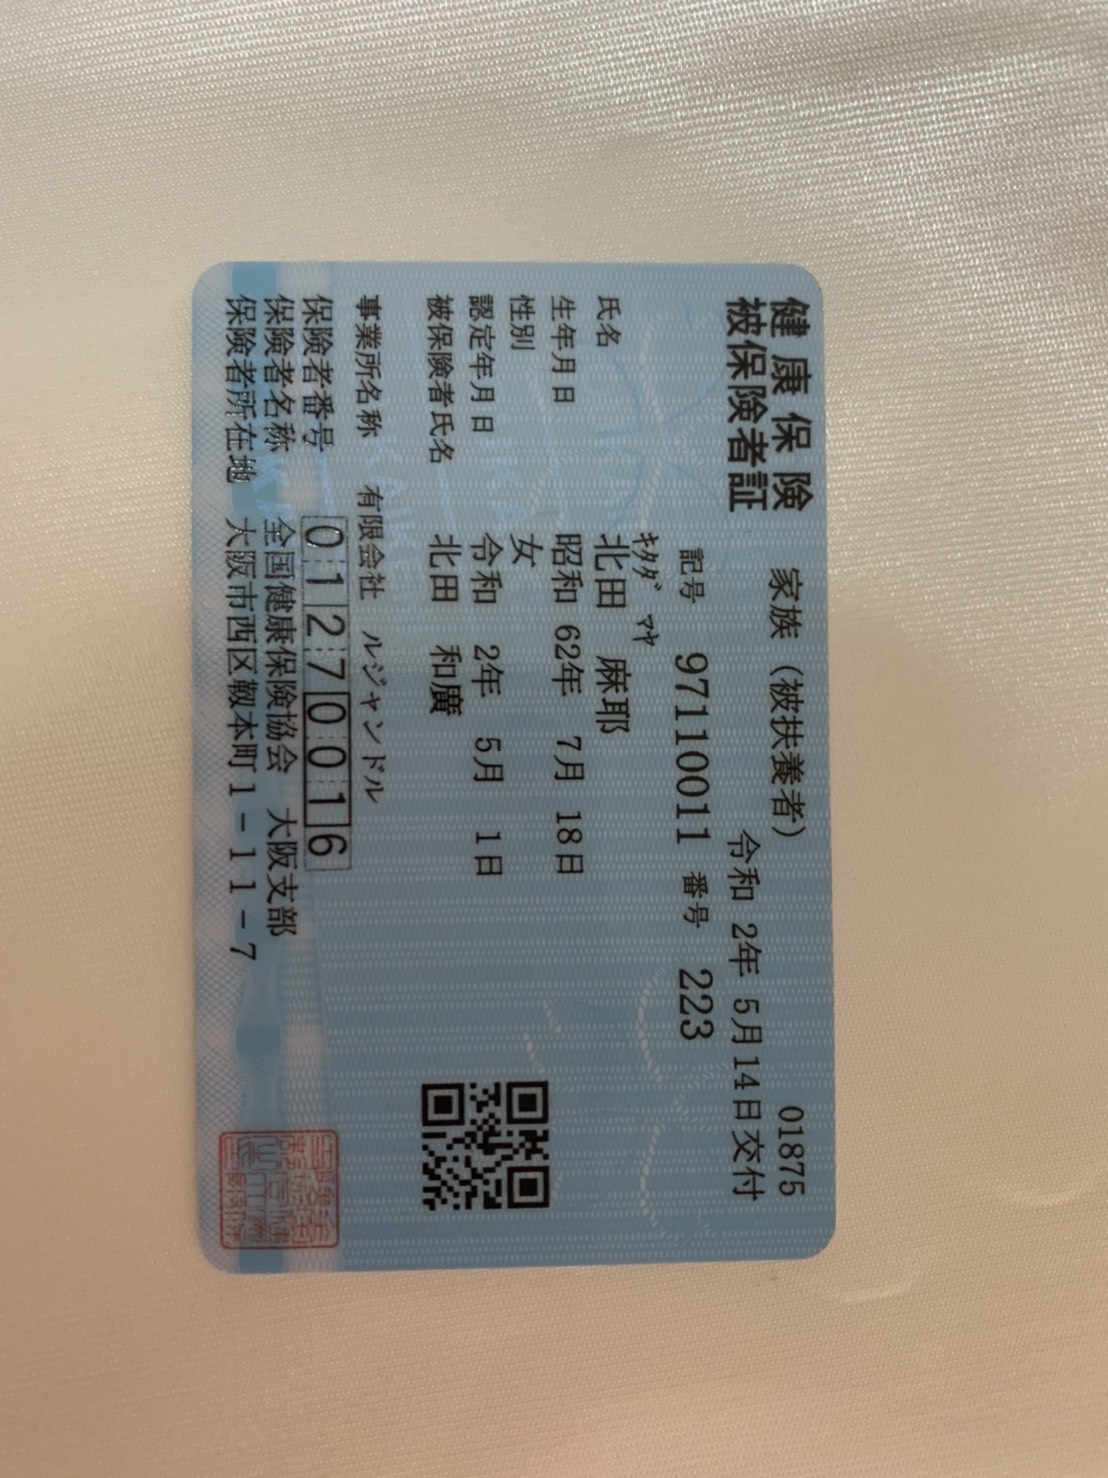 健康保険 家族（被扶養者） 01875
被保険者証 令和 2年 5月14日交付
記号 97110011 番号 223
ｷﾀﾀﾞ ﾏﾔ
氏名 北田 麻耶
生年月日 昭和 62年 7月 18日
性別 女
認定年月日 令和 2年 5月 1日
被保険者氏名 北田 和廣
事業所名称 有限会社 ルジャンドル
保険者番号 01270016
保険者名称 全国健康保険協会 大阪支部
保険者所在地 大阪市西区靱本町1-11-7